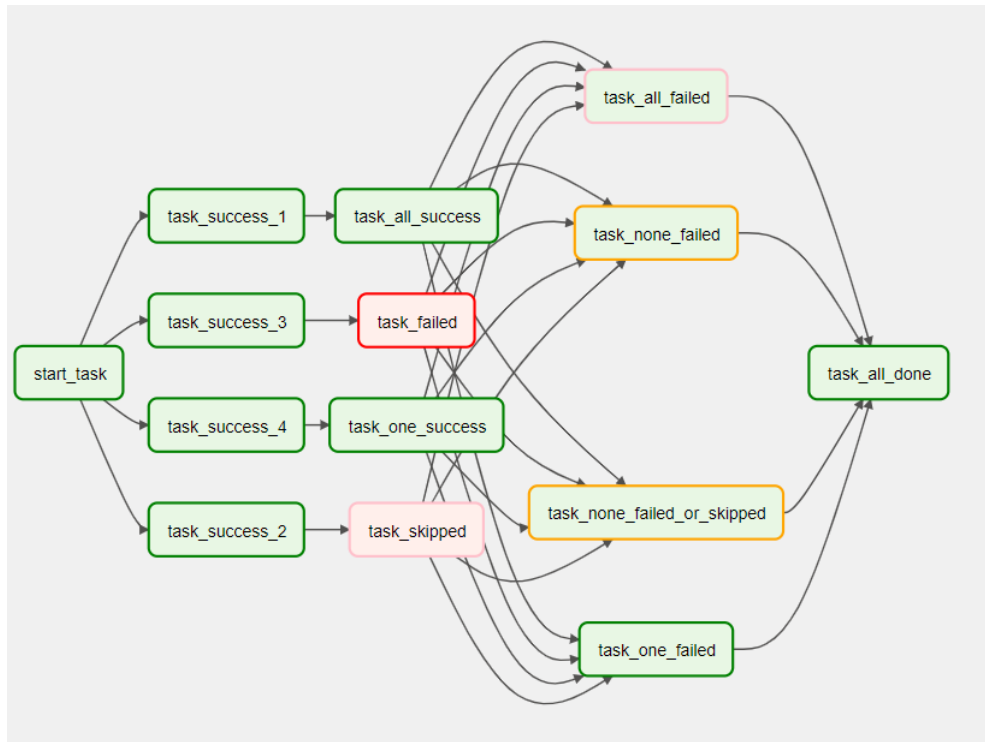 task_all_failed
task_success_1
task_all_success
task_none_failed
task_success_3
task_failed
start_task
task_all_done
task_success_4
task_one_success
task_none_failed_or_skipped
task_success_2
task_skipped
task_one_failed